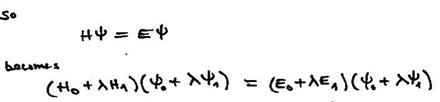 So
Hψ = Eψ
becomes
(H₀ + λH₁)(ψ₀ + λψ₁) = (E₀ + λE₁)(ψ₀ + λψ₁)